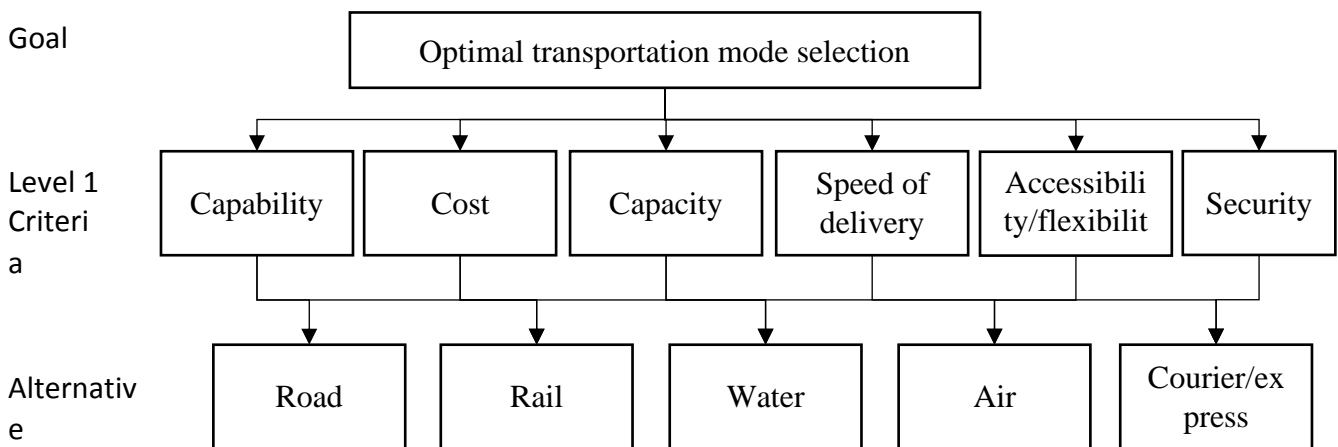 Goal
Optimal transportation mode selection
Level 1
Criteri
a
Capability
Cost
Capacity
Speed of
delivery
Accessibili
ty/flexibilit
Security
Alternativ
e
Road
Rail
Water
Air
Courier/ex
press